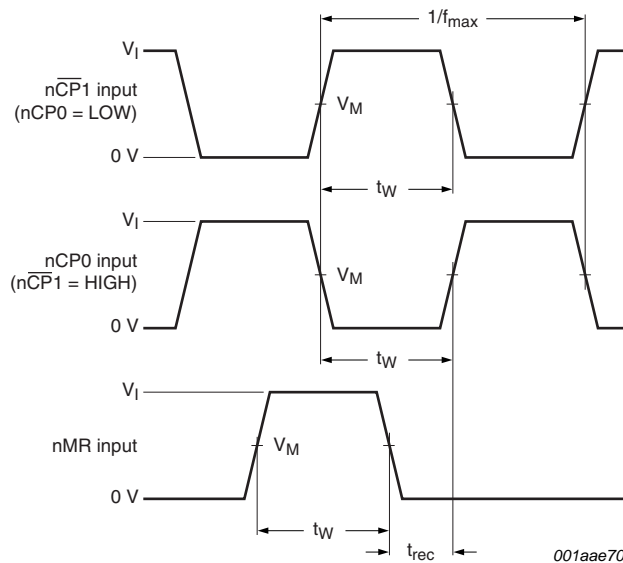 1/fmax
VI
nCP1 input
(nCP0 = LOW)
VM
0 V
tW
VI
nCP0 input
(nCP1 = HIGH)
VM
0 V
tW
VI
nMR input
VM
0 V
tW
trec
001aae70